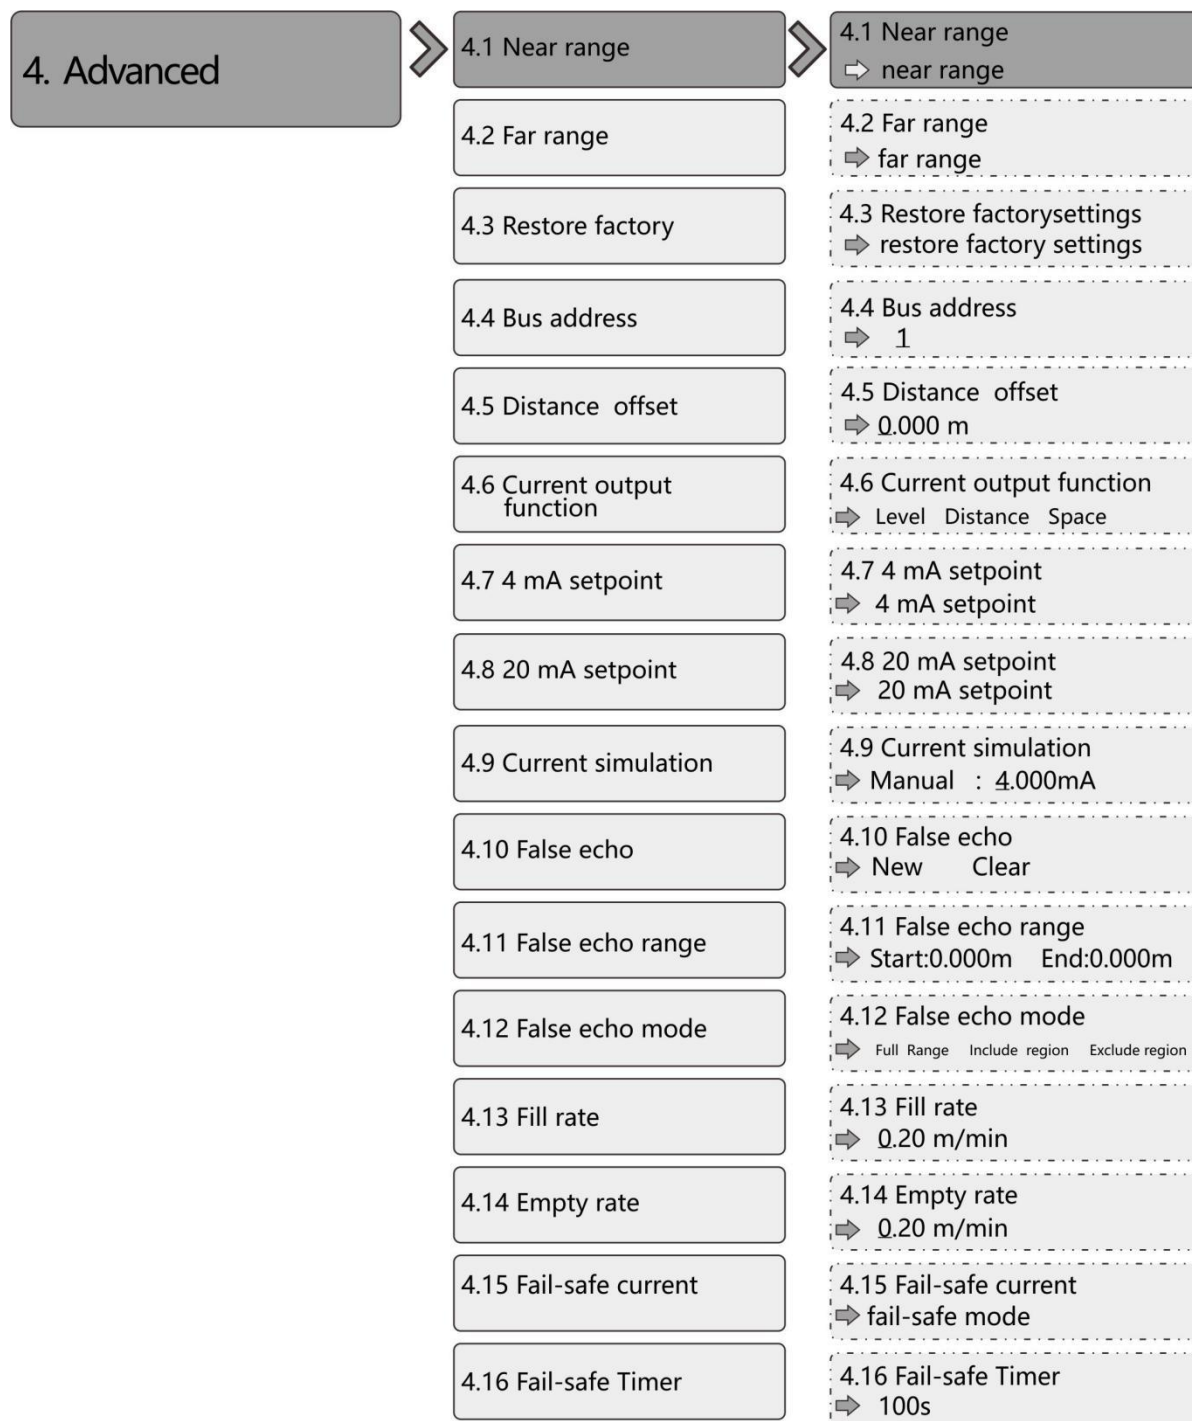 4. Advanced
4.1 Near range
4.1 Near range
near range
4.2 Far range
4.2 Far range
far range
4.3 Restore factory
4.3 Restore factorysettings
restore factory settings
4.4 Bus address
4.4 Bus address
1
4.5 Distance offset
4.5 Distance offset
0.000 m
4.6 Current output
function
4.6 Current output function
Level Distance Space
4.7 4 mA setpoint
4.7 4 mA setpoint
4 mA setpoint
4.8 20 mA setpoint
4.8 20 mA setpoint
20 mA setpoint
4.9 Current simulation
4.9 Current simulation
Manual : 4.000mA
4.10 False echo
4.10 False echo
New Clear
4.11 False echo range
4.11 False echo range
Start:0.000m End:0.000m
4.12 False echo mode
4.12 False echo mode
Full Range Include region Exclude region
4.13 Fill rate
4.13 Fill rate
0.20 m/min
4.14 Empty rate
4.14 Empty rate
0.20 m/min
4.15 Fail-safe current
4.15 Fail-safe current
fail-safe mode
4.16 Fail-safe Timer
4.16 Fail-safe Timer
100s